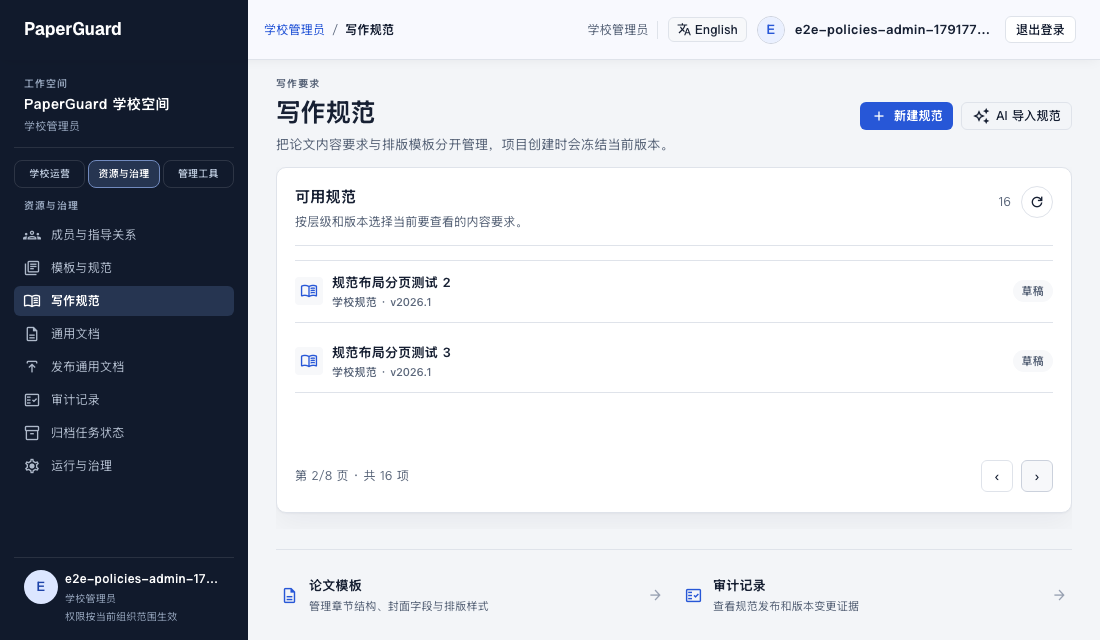 PaperGuard
工作空间
PaperGuard 学校空间
学校管理员
学校运营
资源与治理
管理工具
资源与治理
成员与指导关系
模板与规范
写作规范
通用文档
发布通用文档
审计记录
归档任务状态
运行与治理
E
e2e-policies-admin-17...
学校管理员
权限按当前组织范围生效
学校管理员 / 写作规范
学校管理员
English
E
e2e-policies-admin-179177...
退出登录
写作要求
写作规范
把论文内容要求与排版模板分开管理，项目创建时会冻结当前版本。
新建规范
AI 导入规范
可用规范
按层级和版本选择当前要查看的内容要求。
16
规范布局分页测试 2
学校规范 · v2026.1
草稿
规范布局分页测试 3
学校规范 · v2026.1
草稿
第 2/8 页 · 共 16 项
‹
›
论文模板
管理章节结构、封面字段与排版样式
审计记录
查看规范发布和版本变更证据